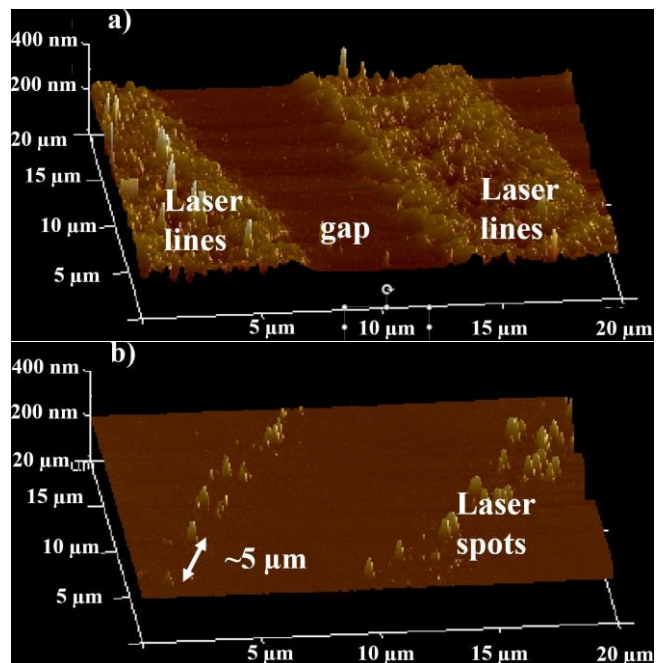 a)
400 nm
200 nm
20 µm
15 µm
10 µm
5 µm
Laser
lines
gap
Laser
lines
5 µm
10 µm
15 µm
20 µm
b)
400 nm
200 nm
20 µm
15 µm
10 µm
5 µm
~5 µm
Laser
spots
5 µm
10 µm
15 µm
20 µm